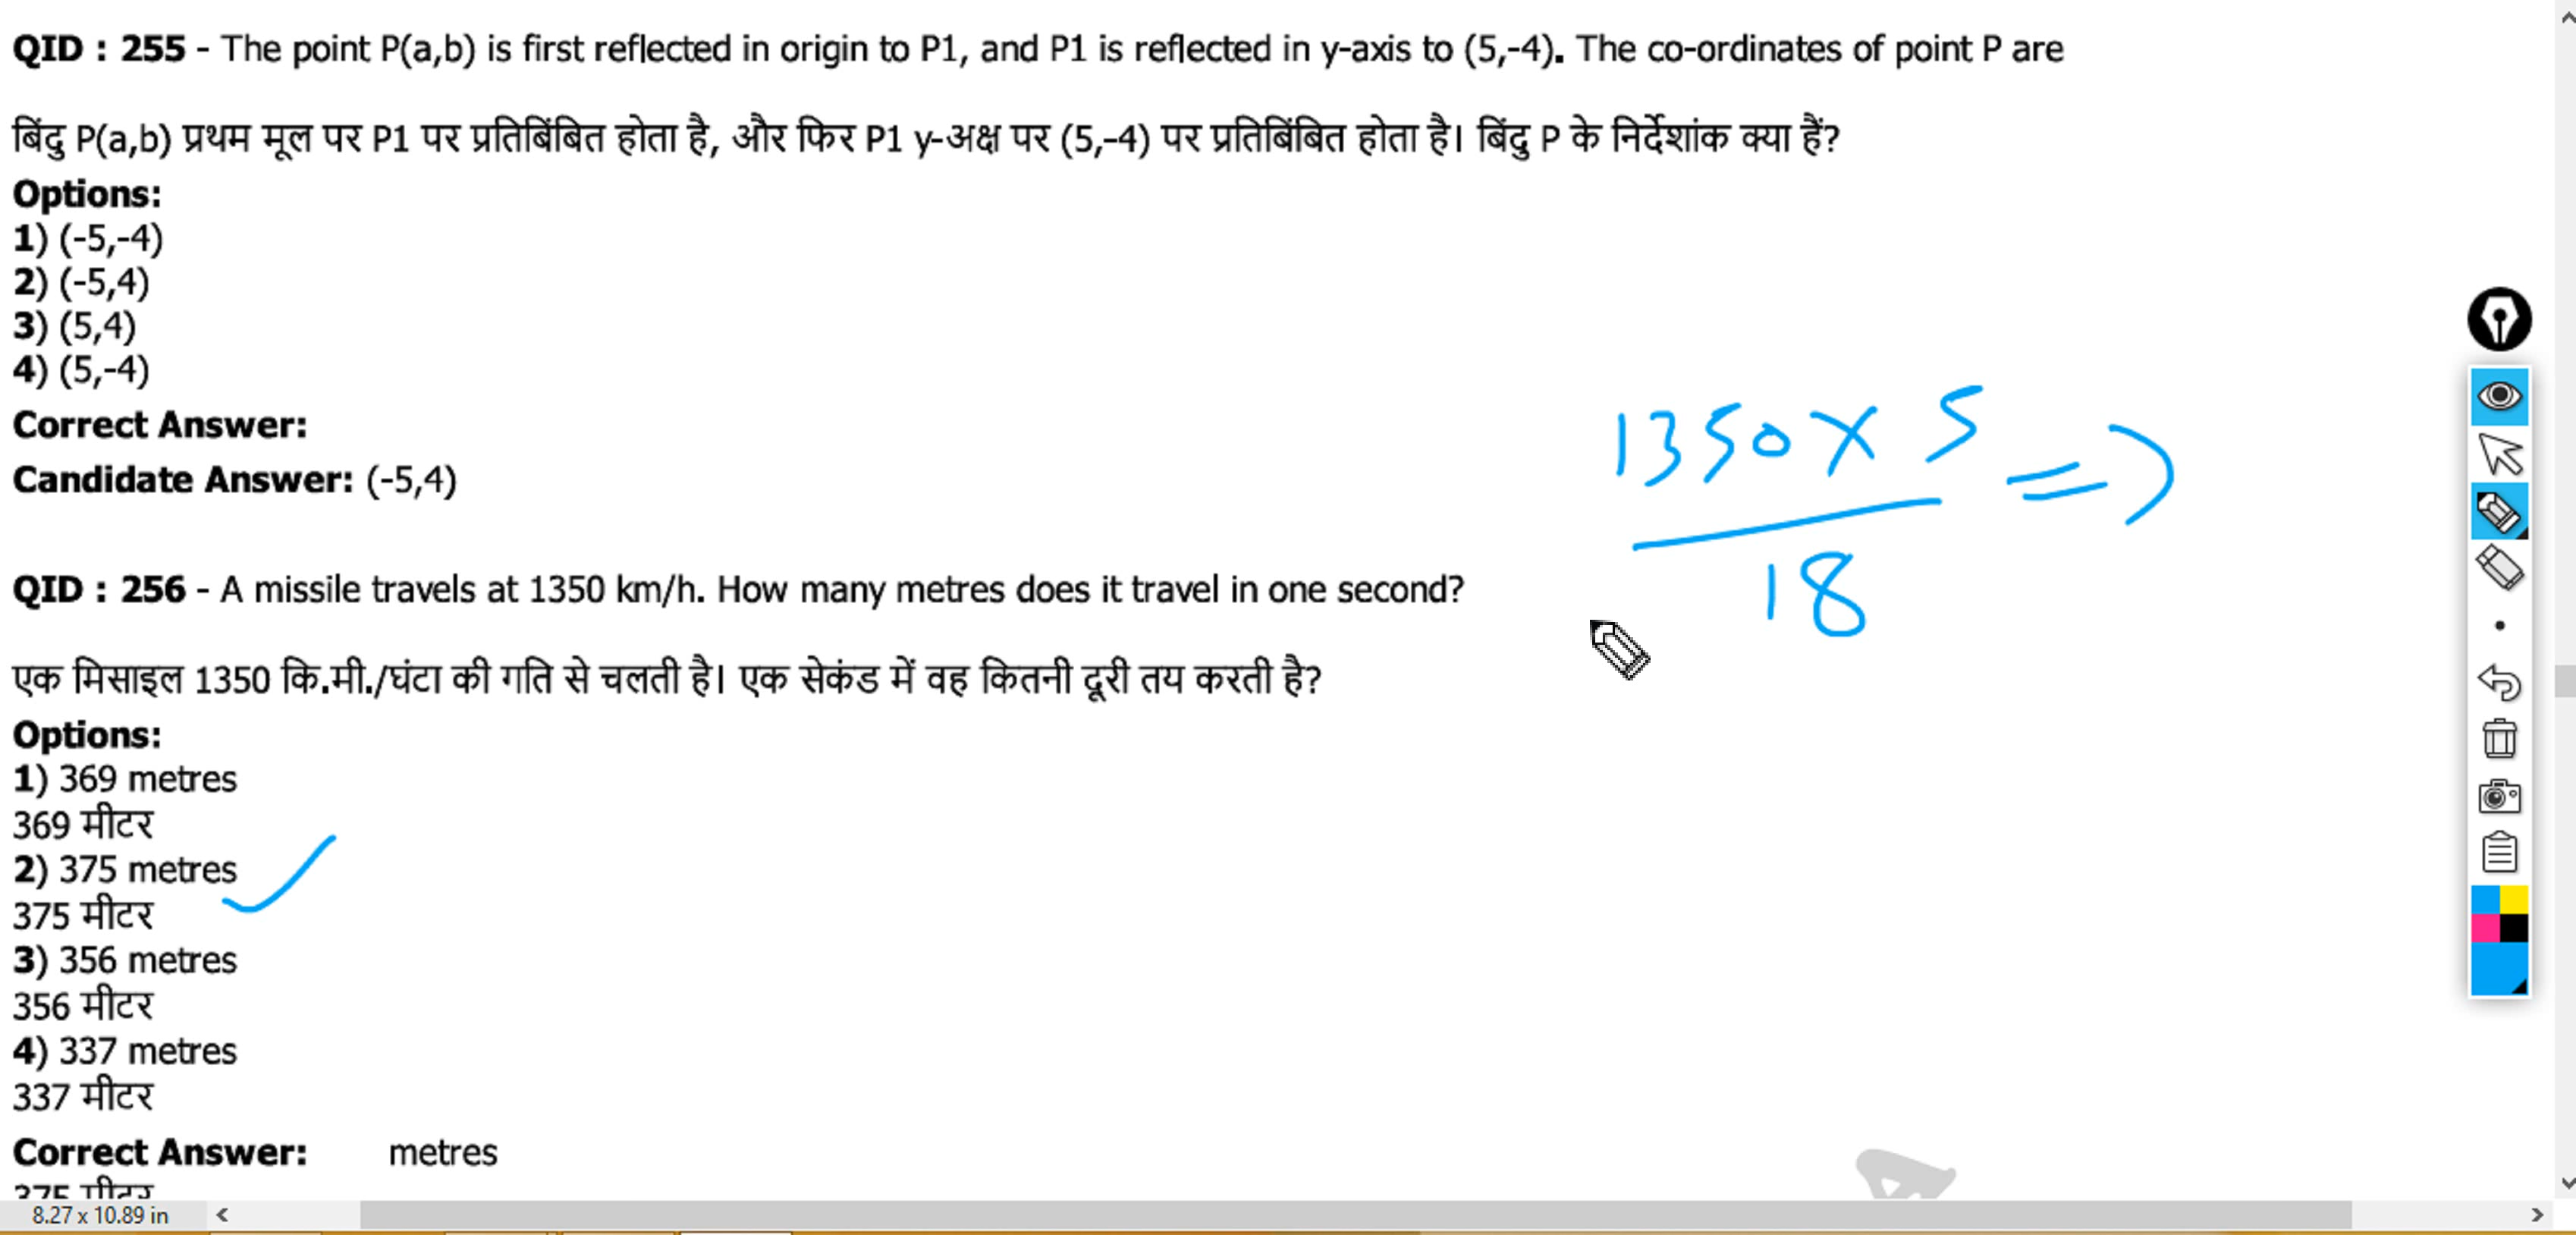 QID : 255 - The point P(a,b) is first reflected in origin to P1, and P1 is reflected in y-axis to (5,-4). The co-ordinates of point P are
बिंदु P(a,b) प्रथम मूल पर P1 पर प्रतिबिंबित होता है, और फिर P1 y-अक्ष पर (5,-4) पर प्रतिबिंबित होता है। बिंदु P के निर्देशांक क्या हैं?
Options:
1) (-5,-4)
2) (-5,4)
3) (5,4)
4) (5,-4)
Correct Answer:
Candidate Answer: (-5,4)
1350 X 5 =>
18
QID : 256 - A missile travels at 1350 km/h. How many metres does it travel in one second?
एक मिसाइल 1350 कि.मी./घंटा की गति से चलती है। एक सेकंड में वह कितनी दूरी तय करती है?
Options:
1) 369 metres
369 मीटर
2) 375 metres
375 मीटर
3) 356 metres
356 मीटर
4) 337 metres
337 मीटर
Correct Answer: metres
375 मीटर
8.27 x 10.89 in